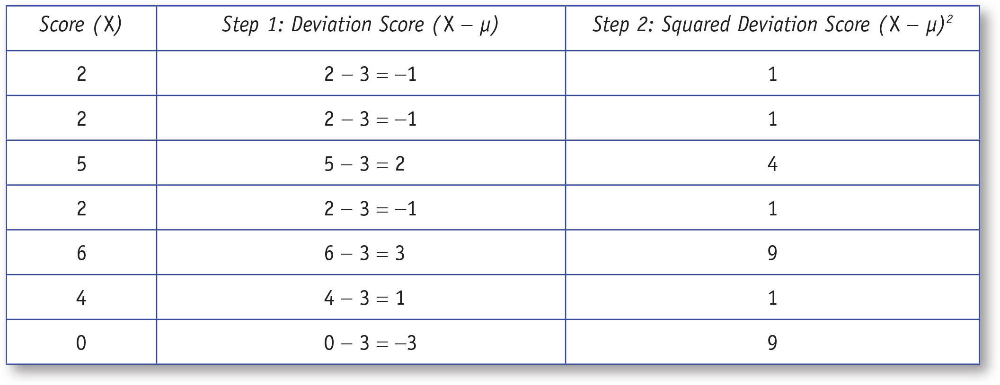 Score (X) Step 1: Deviation Score (X – μ) Step 2: Squared Deviation Score (X – μ)²
2 2 – 3 = –1 1
2 2 – 3 = –1 1
5 5 – 3 = 2 4
2 2 – 3 = –1 1
6 6 – 3 = 3 9
4 4 – 3 = 1 1
0 0 – 3 = –3 9